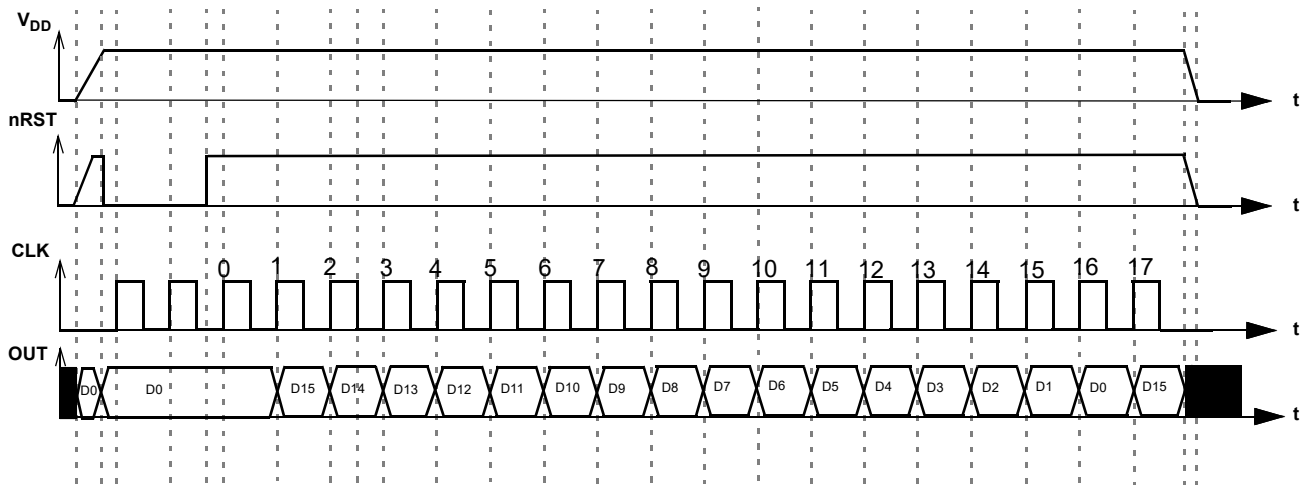 VDD
t
nRST
t
CLK
0 1 2 3 4 5 6 7 8 9 10 11 12 13 14 15 16 17
t
OUT
D0 D0 D15 D14 D13 D12 D11 D10 D9 D8 D7 D6 D5 D4 D3 D2 D1 D0 D15
t